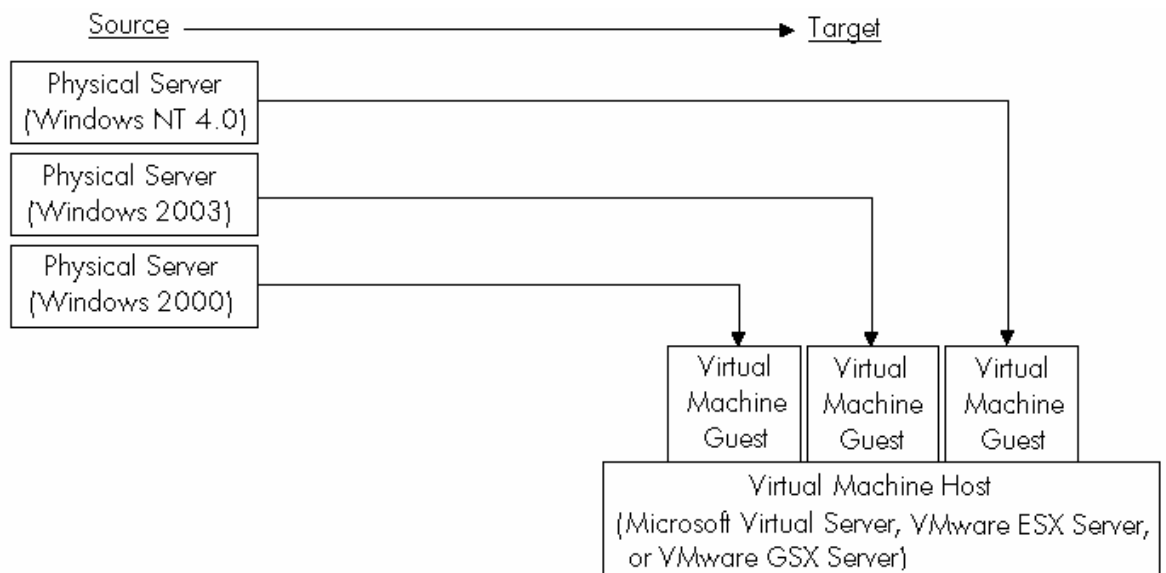 Source
Target
Physical Server
(Windows NT 4.0)
Physical Server
(Windows 2003)
Physical Server
(Windows 2000)
Virtual
Machine
Guest
Virtual
Machine
Guest
Virtual
Machine
Guest
Virtual Machine Host
(Microsoft Virtual Server, VMware ESX Server,
or VMware GSX Server)